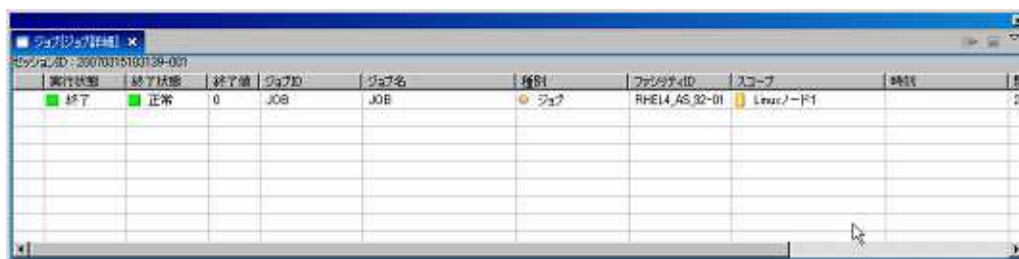 ジョブ[ジョブ詳細]
セッションID : 20070315103139-001
実行状態 終了状態 終了値 ジョブID ジョブ名 種別 ファシリティID スコープ 時刻
終了 正常 0 JOB JOB ジョブ RHEL4_AS_32-01 Linuxノード1 2